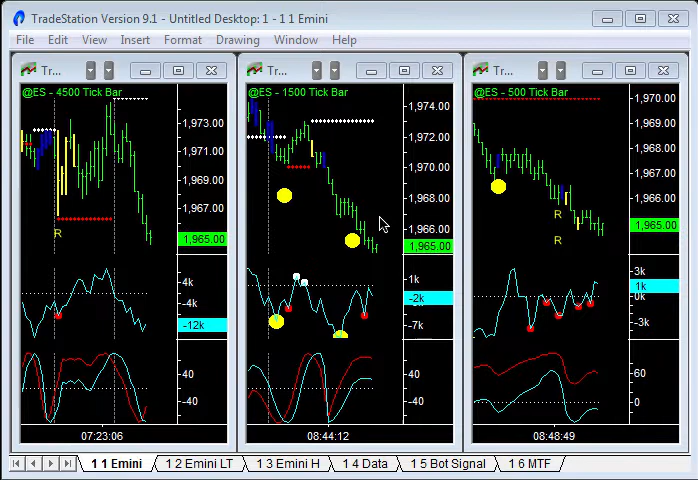 TradeStation Version 9.1 - Untitled Desktop: 1 - 1 1 Emini
File Edit View Insert Format Drawing Window Help
Tr...
@ES - 4500 Tick Bar
1,973.00
1,971.00
1,969.00
1,967.00
1,965.00
R
4k
-4k
-12k
40
-40
07:23:06
Tr...
@ES - 1500 Tick Bar
1,974.00
1,972.00
1,970.00
1,968.00
1,966.00
1,965.00
1k
-2k
-7k
40
-40
08:44:12
Tr...
@ES - 500 Tick Bar
1,970.00
1,969.00
1,968.00
1,967.00
1,966.00
1,965.00
R
R
3k
1k
0k
-3k
60
0
08:48:49
1 1 Emini 1 2 Emini LT 1 3 Emini H 1 4 Data 1 5 Bot Signal 1 6 MTF